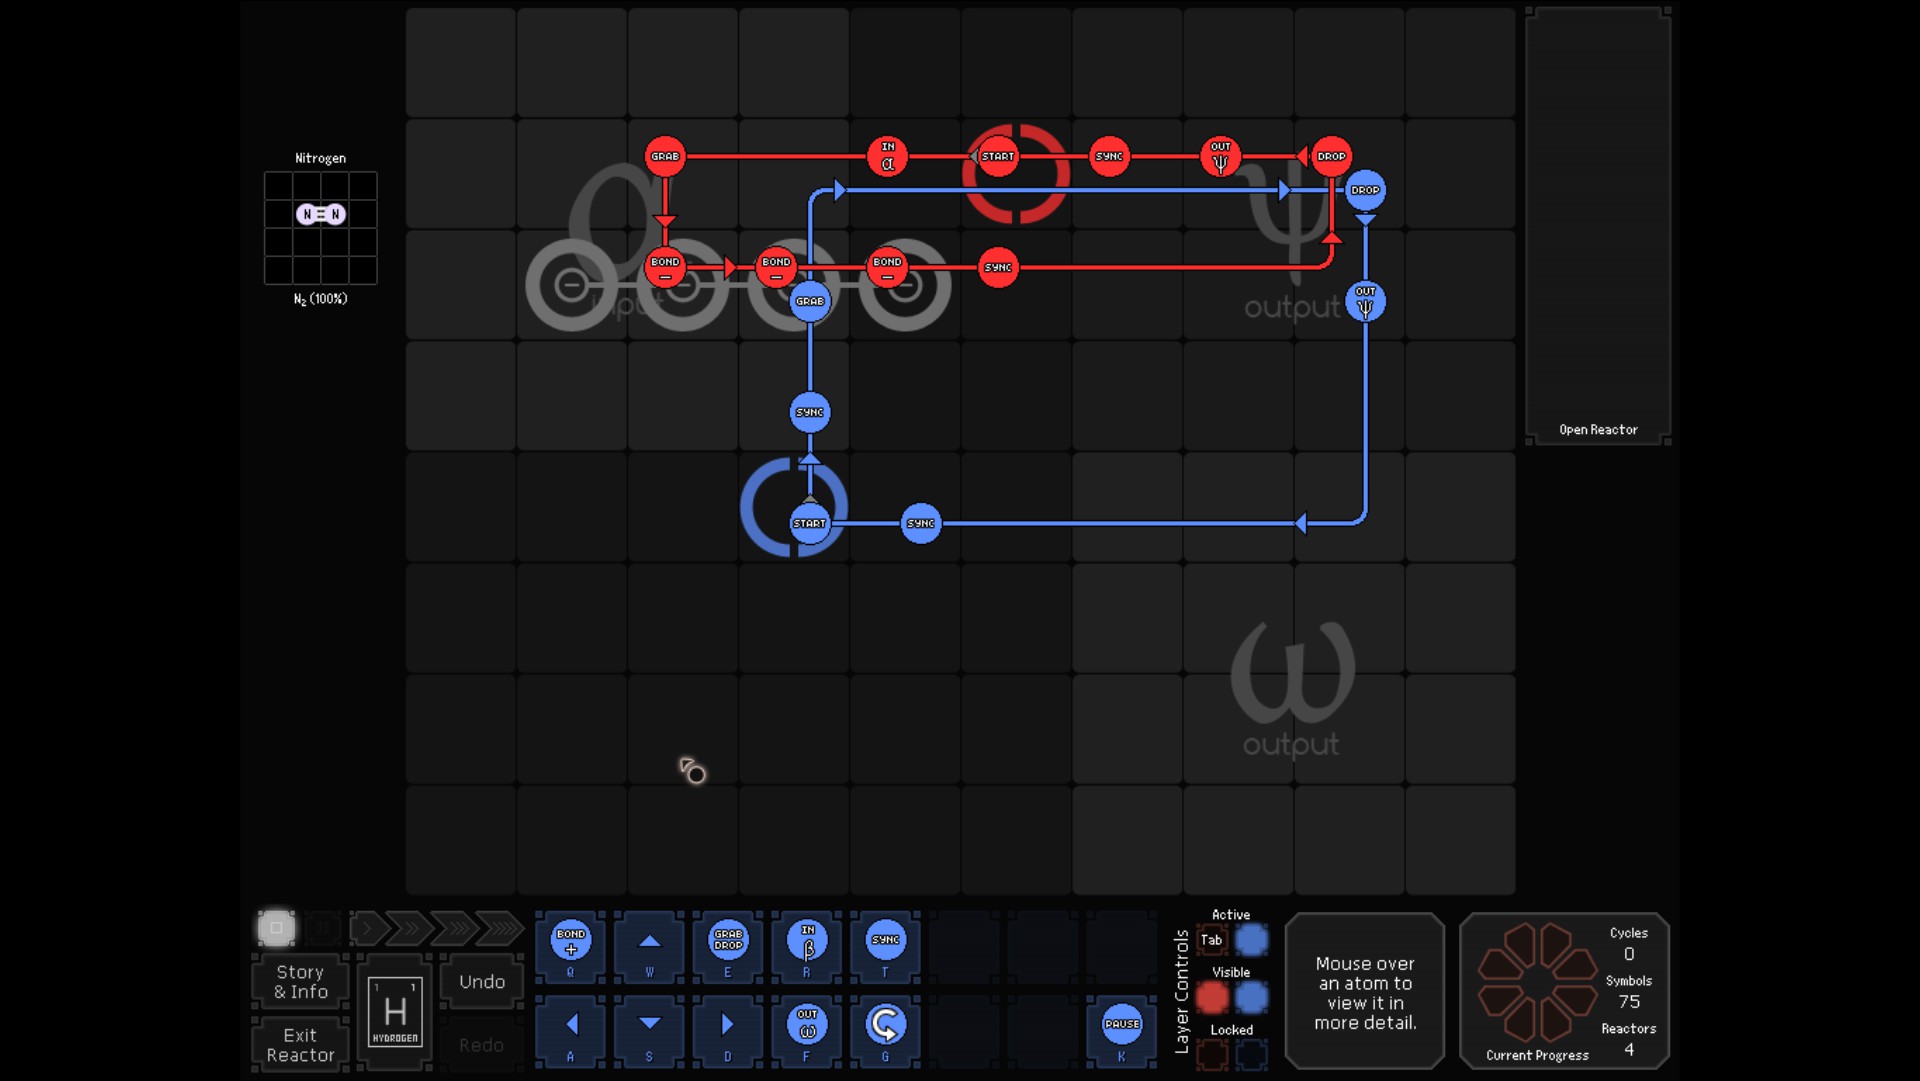 Nitrogen
N = N
N₂ (100%)
α
input
ψ
output
ω
output
GRAB
IN
α
START
SYNC
OUT
ψ
DROP
DROP
BOND
–
BOND
–
BOND
–
SYNC
GRAB
OUT
ψ
SYNC
START
SYNC
Open Reactor
Story
& Info
Exit
Reactor
1 1
H
HYDROGEN
Undo
Redo
BOND
+
Q
W
GRAB
DROP
E
IN
β
R
SYNC
T
A
S
D
OUT
ω
F
G
PAUSE
K
Layer Controls
Active
Tab
Visible
Locked
Mouse over
an atom to
view it in
more detail.
Cycles
0
Symbols
75
Reactors
4
Current Progress